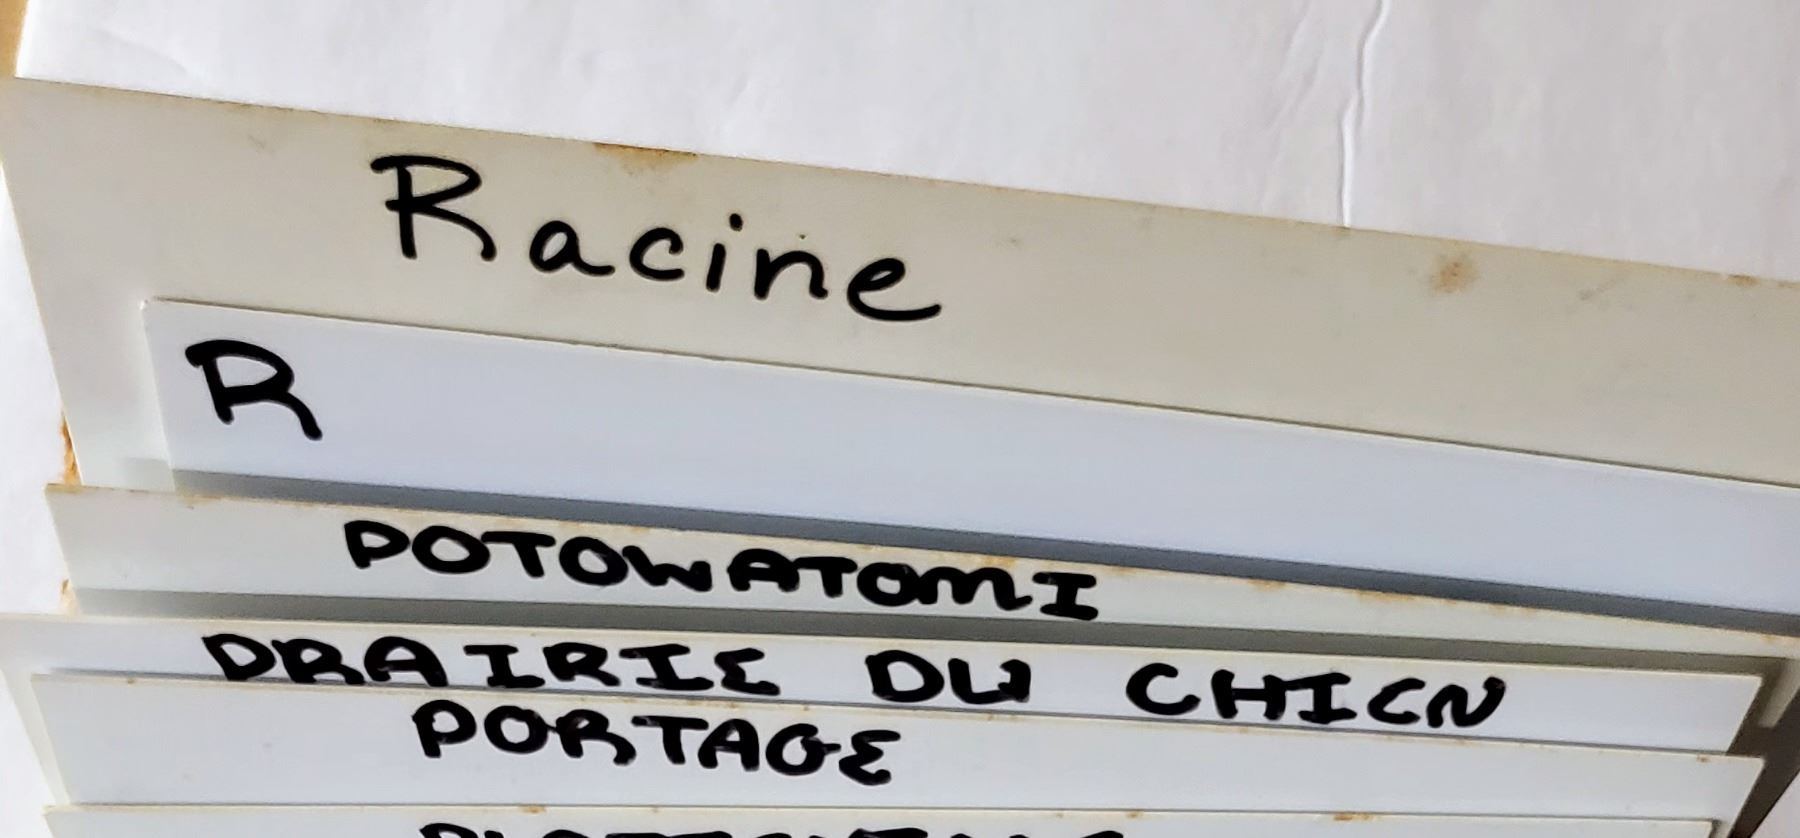 Racine
R
POTOWATOMI
PRAIRIE DU CHIEN
PORTAGE